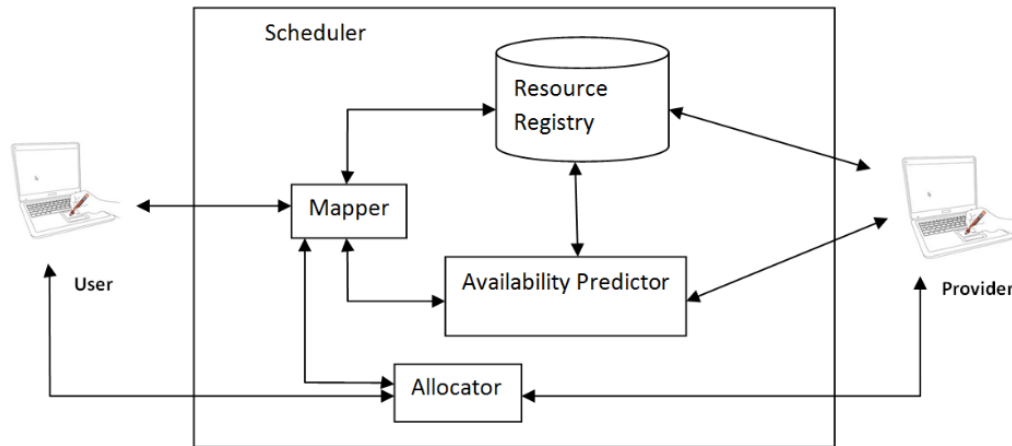 Scheduler
Resource
Registry
Mapper
Availability Predictor
User
Provider
Allocator